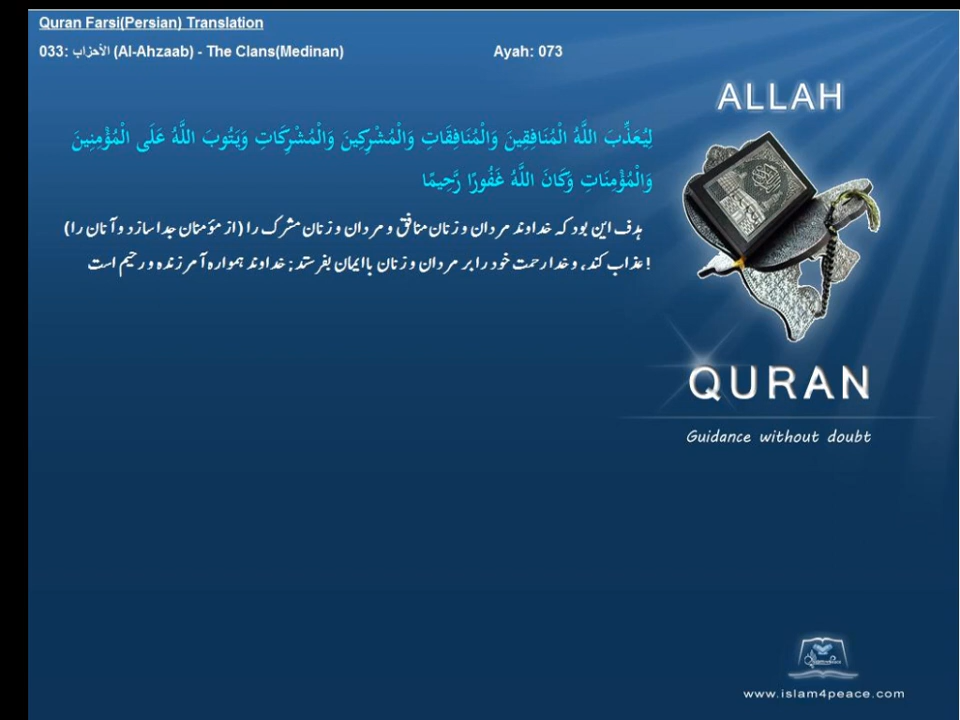 Quran Farsi(Persian) Translation
033: الأحزاب (Al-Ahzaab) - The Clans(Medinan) Ayah: 073
ALLAH
لِيُعَذِّبَ اللَّهُ الْمُنَافِقِينَ وَالْمُنَافِقَاتِ وَالْمُشْرِكِينَ وَالْمُشْرِكَاتِ وَيَتُوبَ اللَّهُ عَلَى الْمُؤْمِنِينَ
وَالْمُؤْمِنَاتِ وَكَانَ اللَّهُ غَفُورًا رَّحِيمًا
هدف این بود که خداوند مردان و زنان منافق و مردان و زنان مشرک را (از مؤمنان جدا سازد و آنان را)
عذاب کند، و خدا رحمت خود را بر مردان و زنان باایمان بفرستد؛ خداوند همواره آمرزنده و رحیم است!
QURAN
Guidance without doubt
www.islam4peace.com